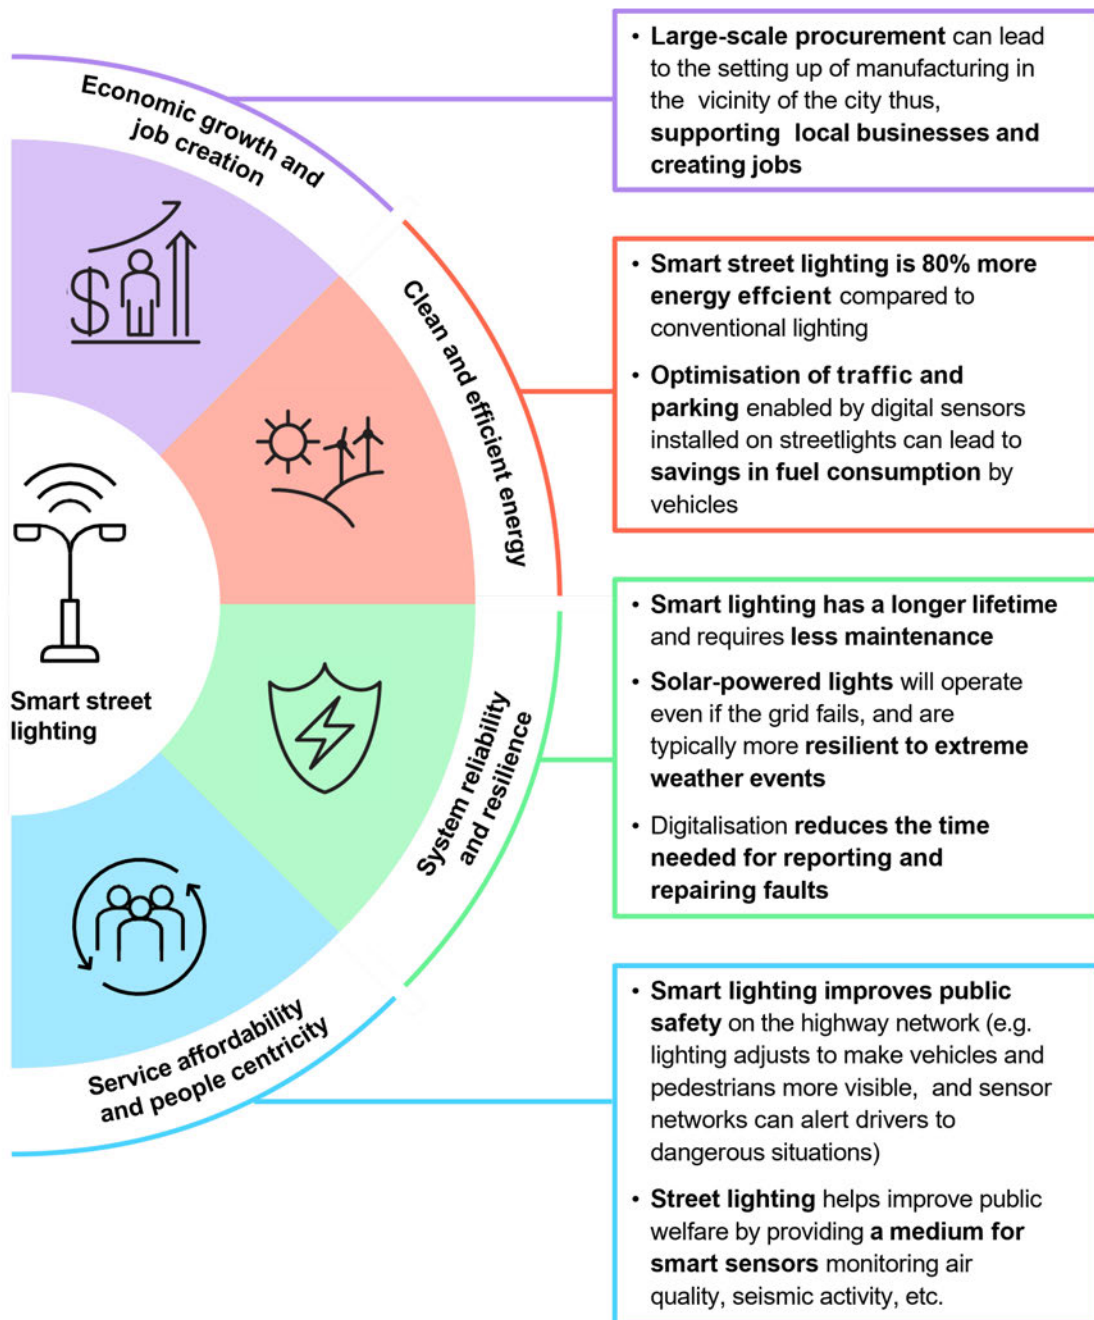 Economic growth and
job creation
• Large-scale procurement can lead
to the setting up of manufacturing in
the vicinity of the city thus,
supporting local businesses and
creating jobs
Clean and efficient energy
• Smart street lighting is 80% more
energy effcient compared to
conventional lighting
• Optimisation of traffic and
parking enabled by digital sensors
installed on streetlights can lead to
savings in fuel consumption by
vehicles
Smart street
lighting
System reliability
and resilience
• Smart lighting has a longer lifetime
and requires less maintenance
• Solar-powered lights will operate
even if the grid fails, and are
typically more resilient to extreme
weather events
• Digitalisation reduces the time
needed for reporting and
repairing faults
Service affordability
and people centricity
• Smart lighting improves public
safety on the highway network (e.g.
lighting adjusts to make vehicles and
pedestrians more visible, and sensor
networks can alert drivers to
dangerous situations)
• Street lighting helps improve public
welfare by providing a medium for
smart sensors monitoring air
quality, seismic activity, etc.